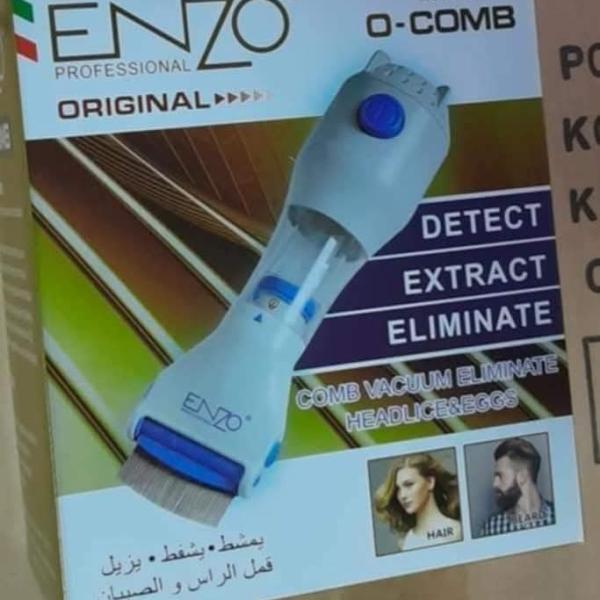 ENZO
PROFESSIONAL
O-COMB
ORIGINAL
DETECT
EXTRACT
ELIMINATE
COMB VACUUM ELIMINATE
HEADLICE&EGGS
ENZO
HAIR
BEARD
يمشط • يشفط • يزيل
قمل الراس و الصيبان